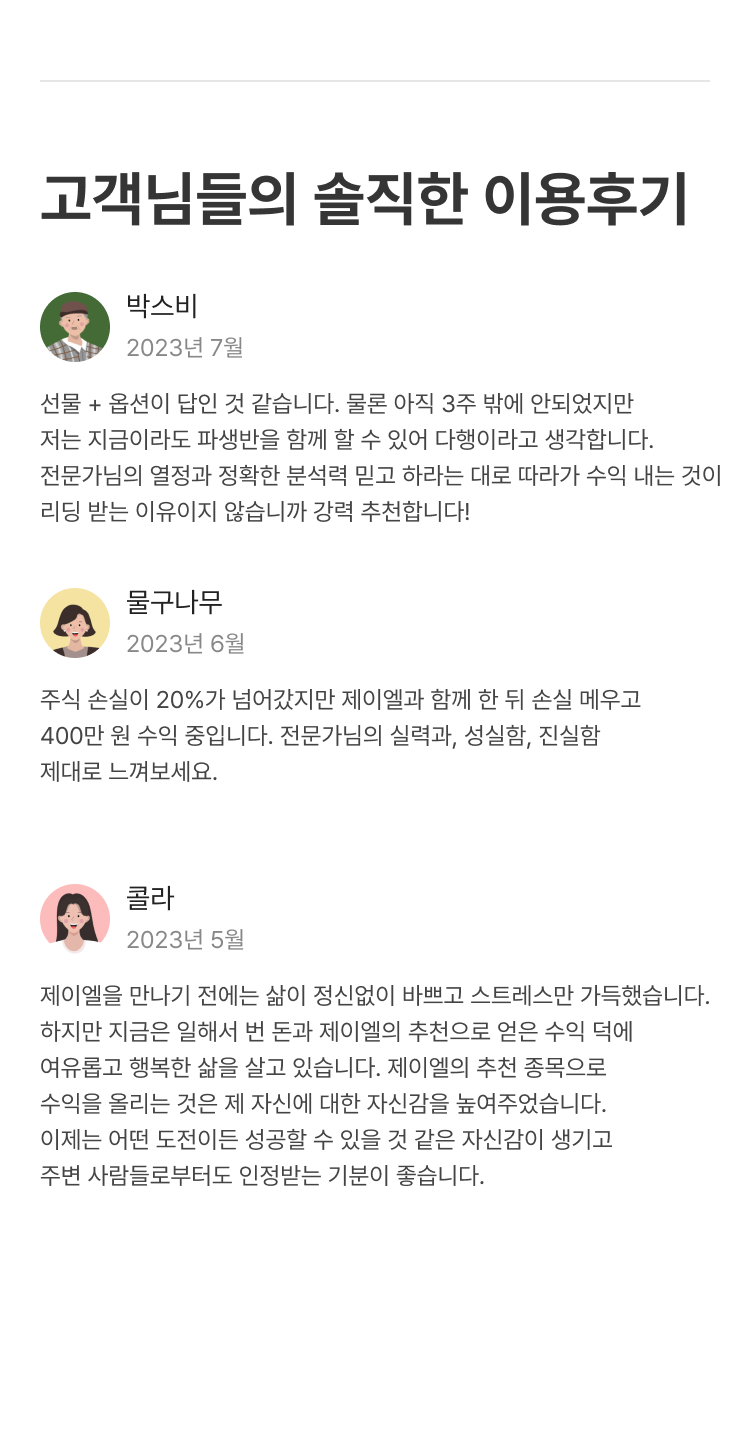 고객님들의 솔직한 이용후기
박스비
2023년 7월
선물 + 옵션이 답인 것 같습니다. 물론 아직 3주 밖에 안되었지만
저는 지금이라도 파생반을 함께 할 수 있어 다행이라고 생각합니다.
전문가님의 열정과 정확한 분석력 믿고 하라는 대로 따라가 수익 내는 것이
리딩 받는 이유이지 않습니까 강력 추천합니다!
물구나무
2023년 6월
주식 손실이 20%가 넘어갔지만 제이엘과 함께 한 뒤 손실 메우고
400만 원 수익 중입니다. 전문가님의 실력과, 성실함, 진실함
제대로 느껴보세요.
콜라
2023년 5월
제이엘을 만나기 전에는 삶이 정신없이 바쁘고 스트레스만 가득했습니다.
하지만 지금은 일해서 번 돈과 제이엘의 추천으로 얻은 수익 덕에
여유롭고 행복한 삶을 살고 있습니다. 제이엘의 추천 종목으로
수익을 올리는 것은 제 자신에 대한 자신감을 높여주었습니다.
이제는 어떤 도전이든 성공할 수 있을 것 같은 자신감이 생기고
주변 사람들로부터도 인정받는 기분이 좋습니다.